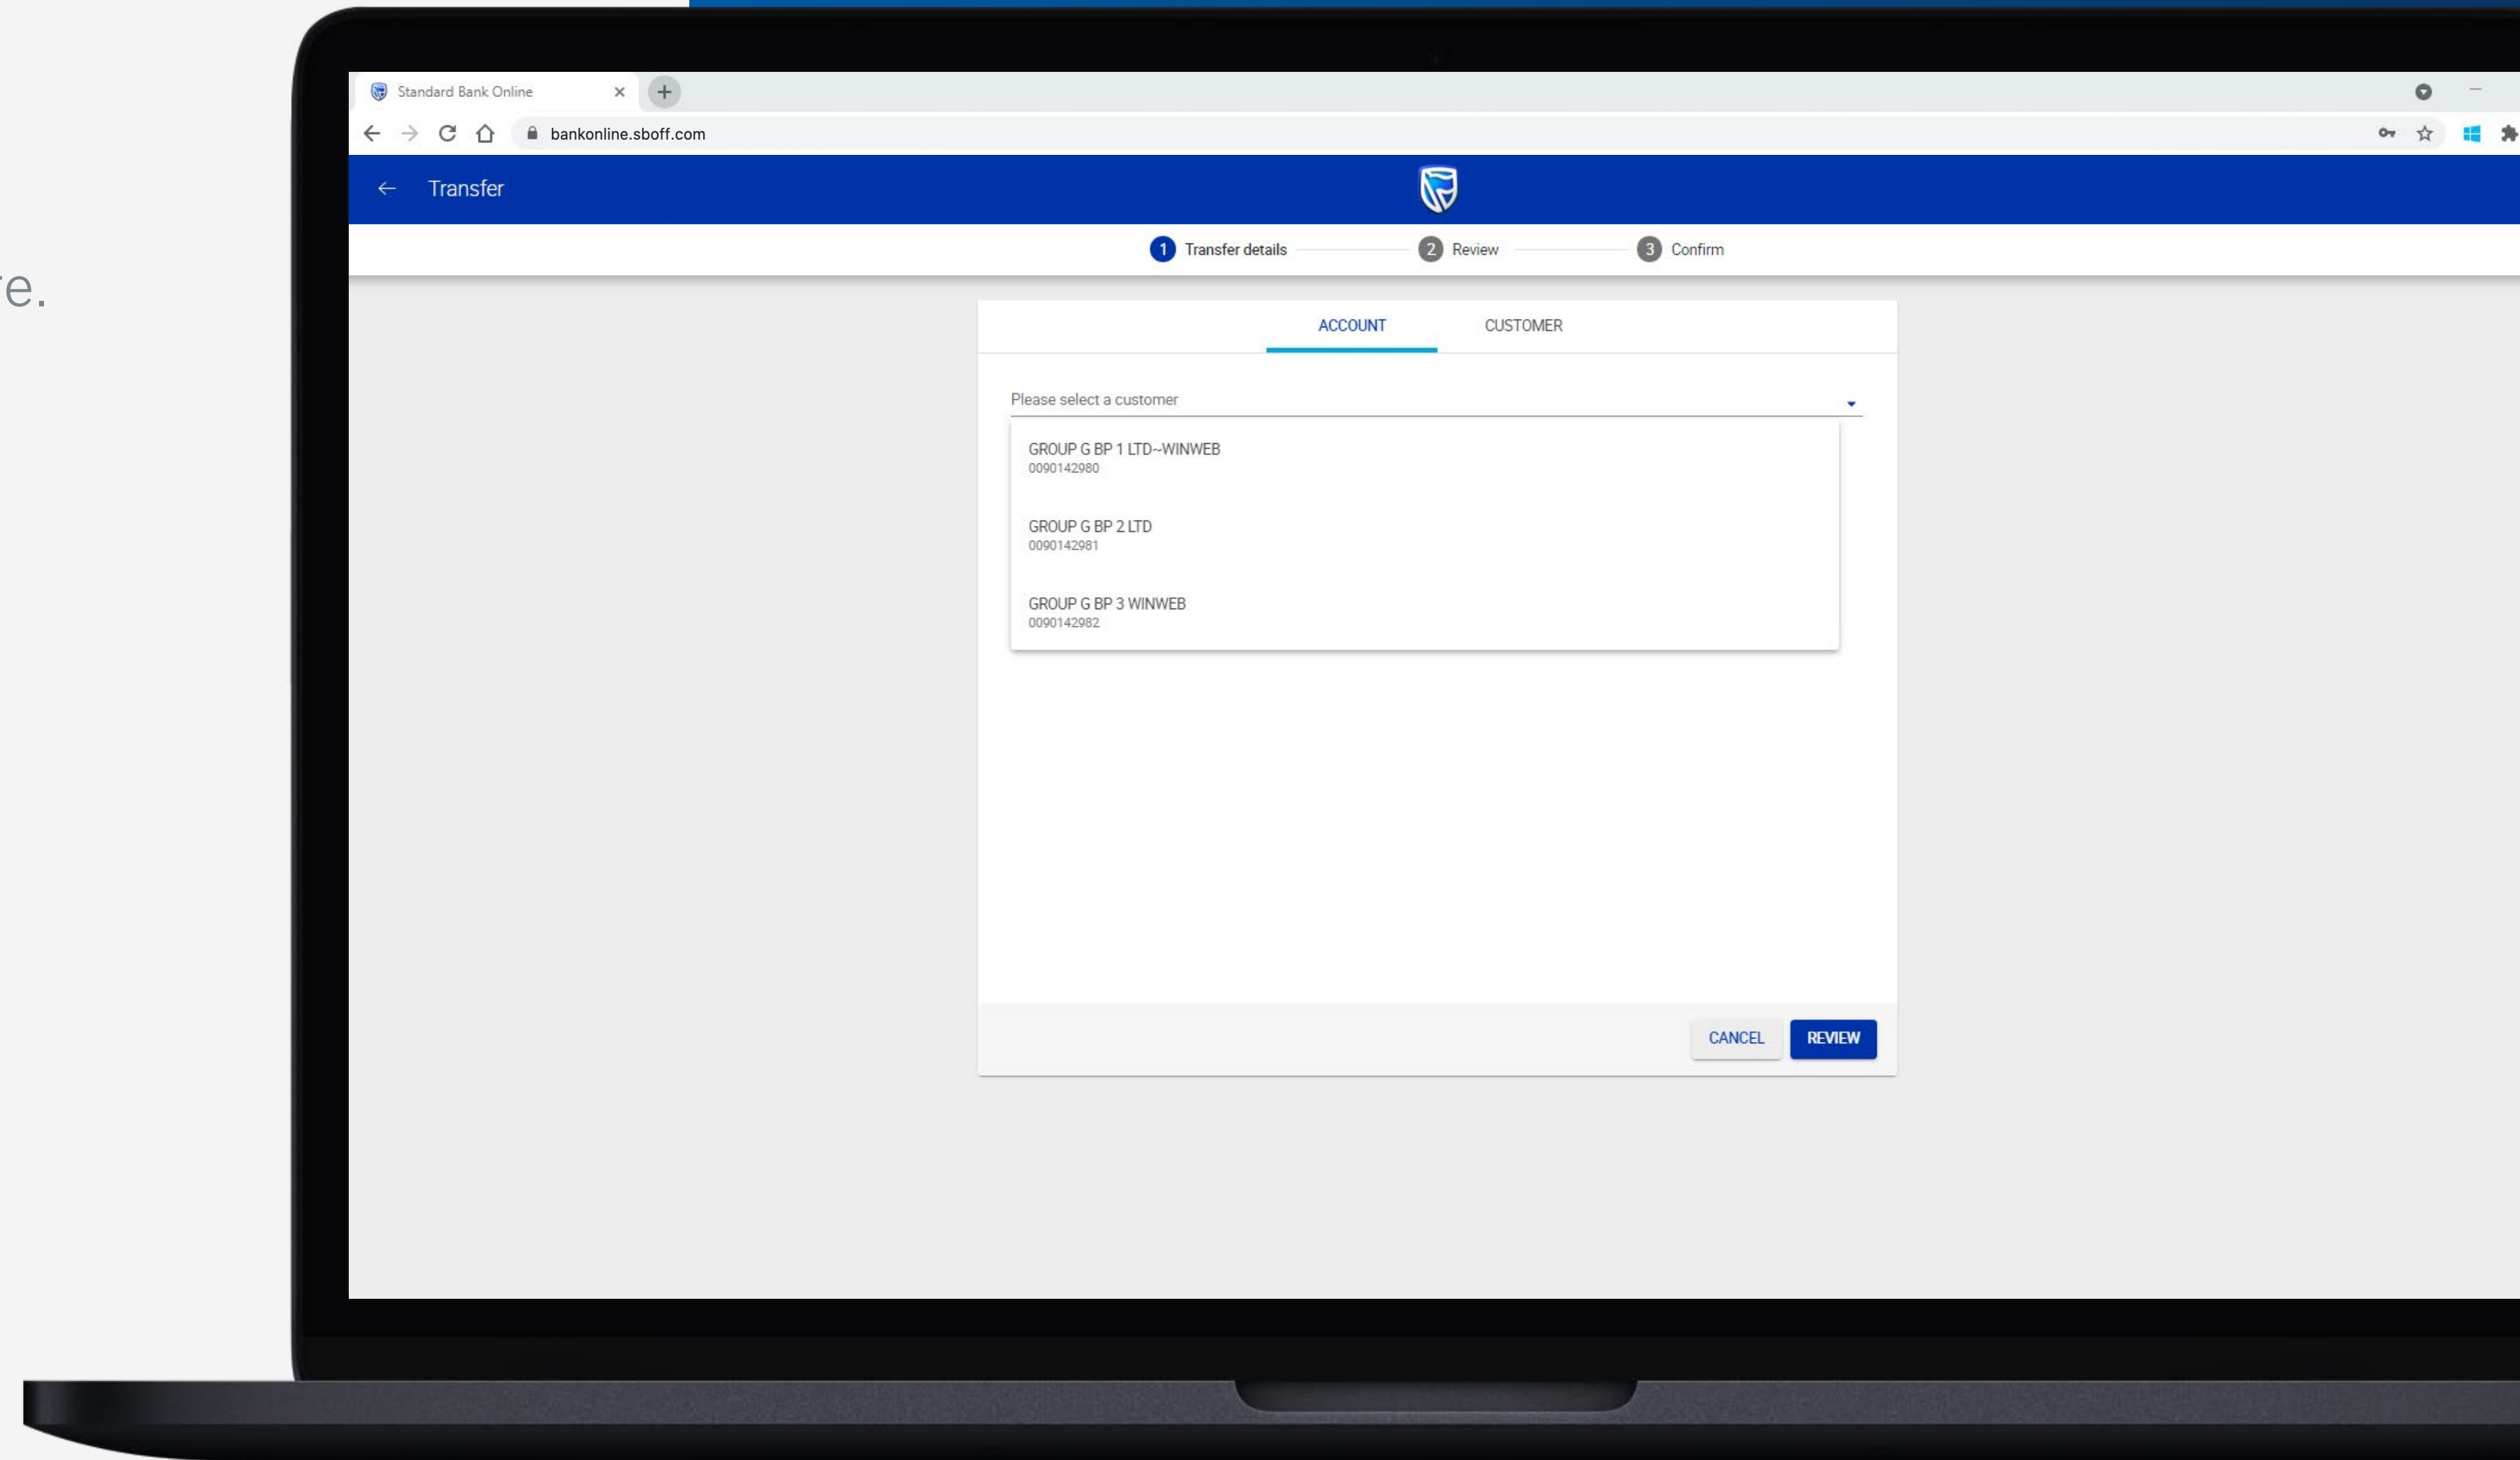 Standard Bank Online
bankonline.sboff.com
Transfer
1 Transfer details 2 Review 3 Confirm
re.
ACCOUNT CUSTOMER
Please select a customer
GROUP G BP 1 LTD~WINWEB
0090142980
GROUP G BP 2 LTD
0090142981
GROUP G BP 3 WINWEB
0090142982
CANCEL REVIEW